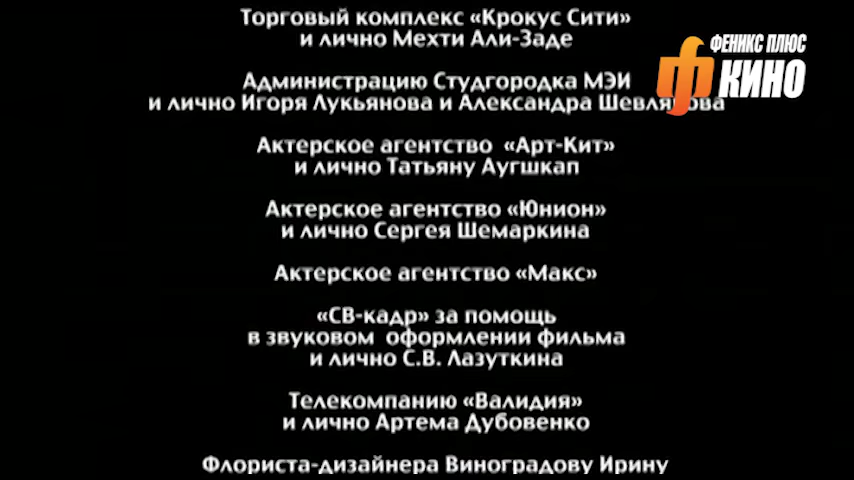 Торговый комплекс «Крокус Сити»
и лично Мехти Али-Заде
ФЕНИКС ПЛЮС
КИНО
Администрацию Студгородка МЭИ
и лично Игоря Лукьянова и Александра Шевлякова
Актерское агентство «Арт-Кит»
и лично Татьяну Аугшкап
Актерское агентство «Юнион»
и лично Сергея Шемаркина
Актерское агентство «Макс»
«СВ-кадр» за помощь
в звуковом оформлении фильма
и лично С.В. Лазуткина
Телекомпанию «Валидия»
и лично Артема Дубовенко
Флориста-дизайнера Виноградову Ирину